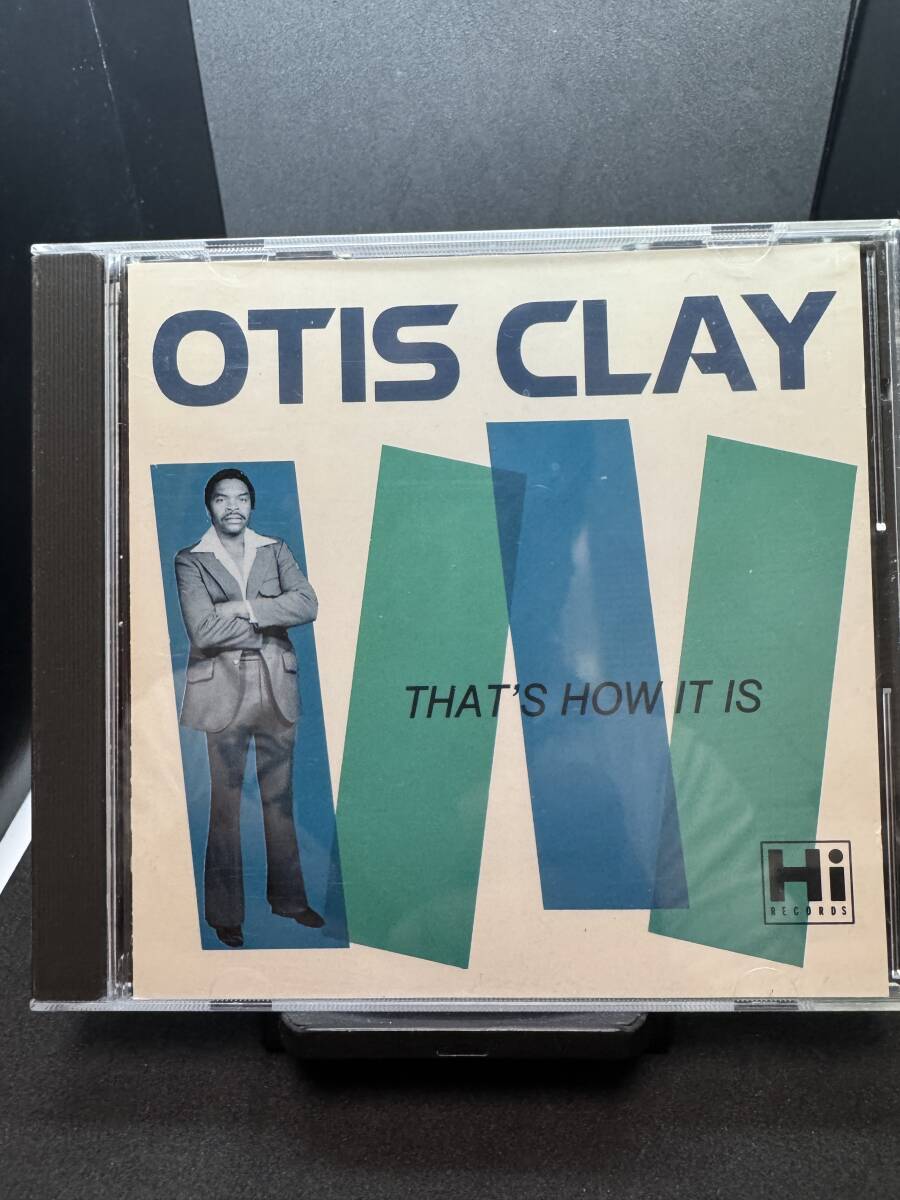 OTIS CLAY
THAT'S HOW IT IS
Hi
RECORDS